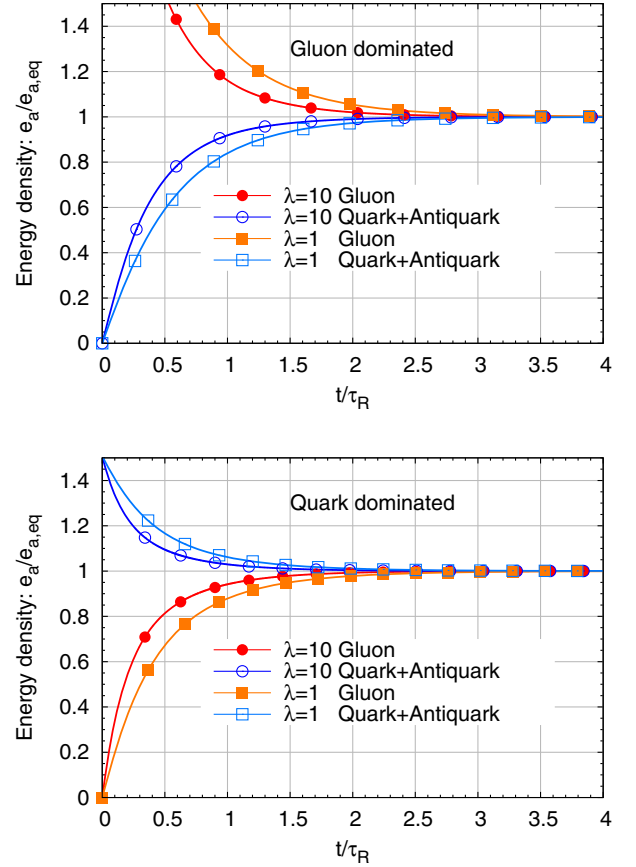 1.4
1.2
1
0.8
0.6
0.4
0.2
0
Energy density: e_a/e_a,eq
Gluon dominated
λ=10 Gluon
λ=10 Quark+Antiquark
λ=1 Gluon
λ=1 Quark+Antiquark
0 0.5 1 1.5 2 2.5 3 3.5 4
t/τ_R
1.4
1.2
1
0.8
0.6
0.4
0.2
0
Energy density: e_a/e_a,eq
Quark dominated
λ=10 Gluon
λ=10 Quark+Antiquark
λ=1 Gluon
λ=1 Quark+Antiquark
0 0.5 1 1.5 2 2.5 3 3.5 4
t/τ_R